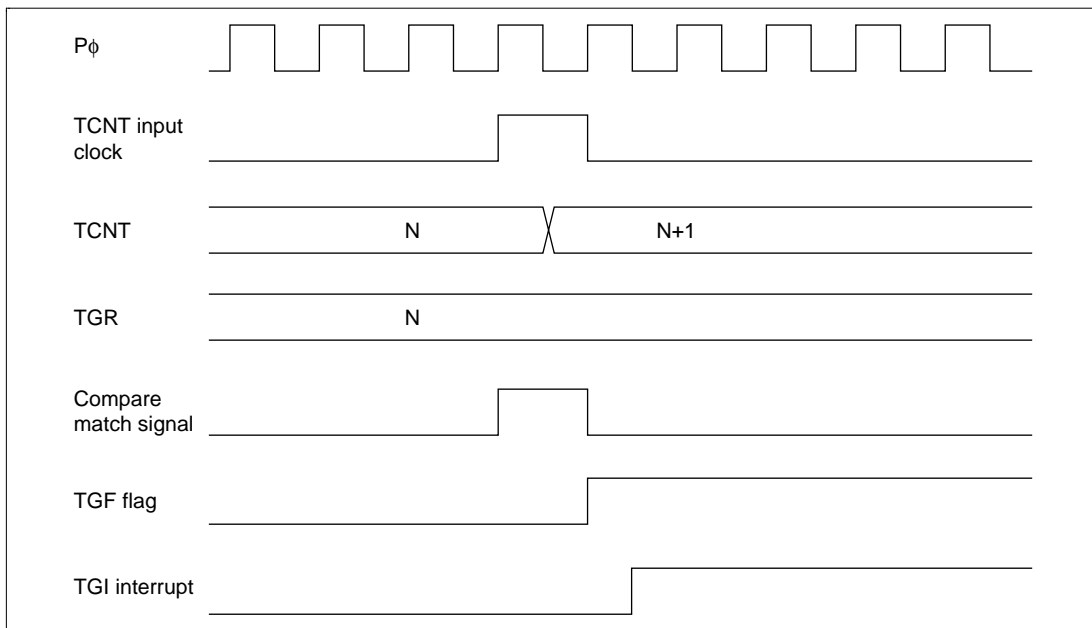 Pϕ
TCNT input
clock
TCNT
N
N+1
TGR
N
Compare
match signal
TGF flag
TGI interrupt